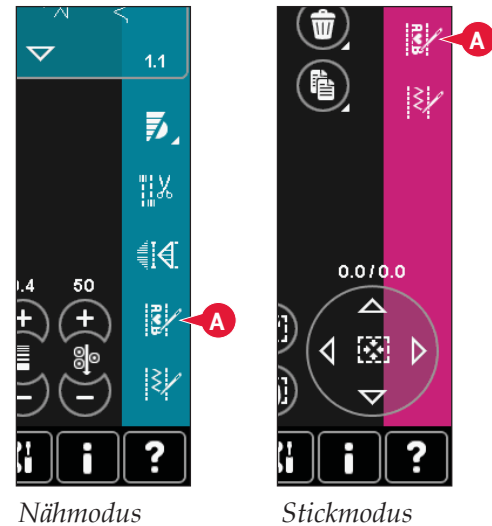 1.1
A
A
0.0/0.0
.4 50
A♥B
A♥B
+ +
- -
i ? i ?
Nähmodus Stickmodus